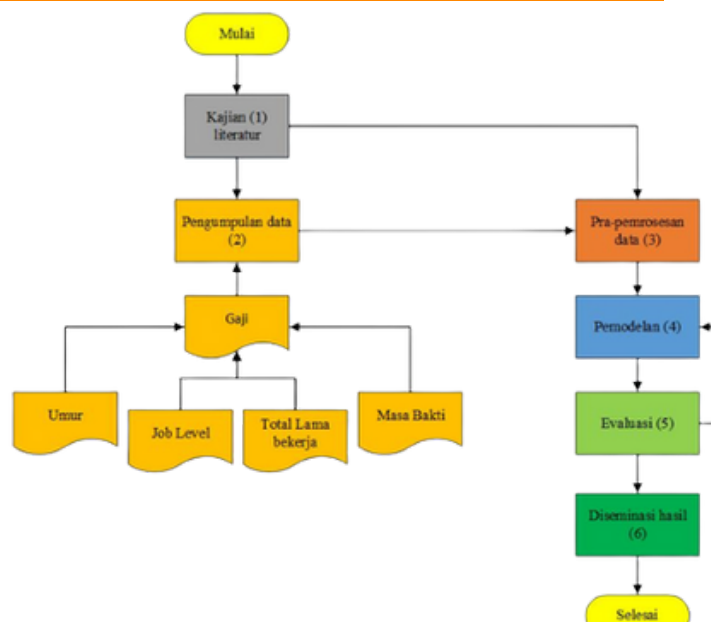 Mulai
Kajian (1)
literatur
Pengumpulan data
(2)
Pra-pemrosesan
data (3)
Gaji
Pemodelan (4)
Umur
Job Level
Total Lama
bekerja
Masa Bakti
Evaluasi (5)
Diseminasi hasil
(6)
Selesai